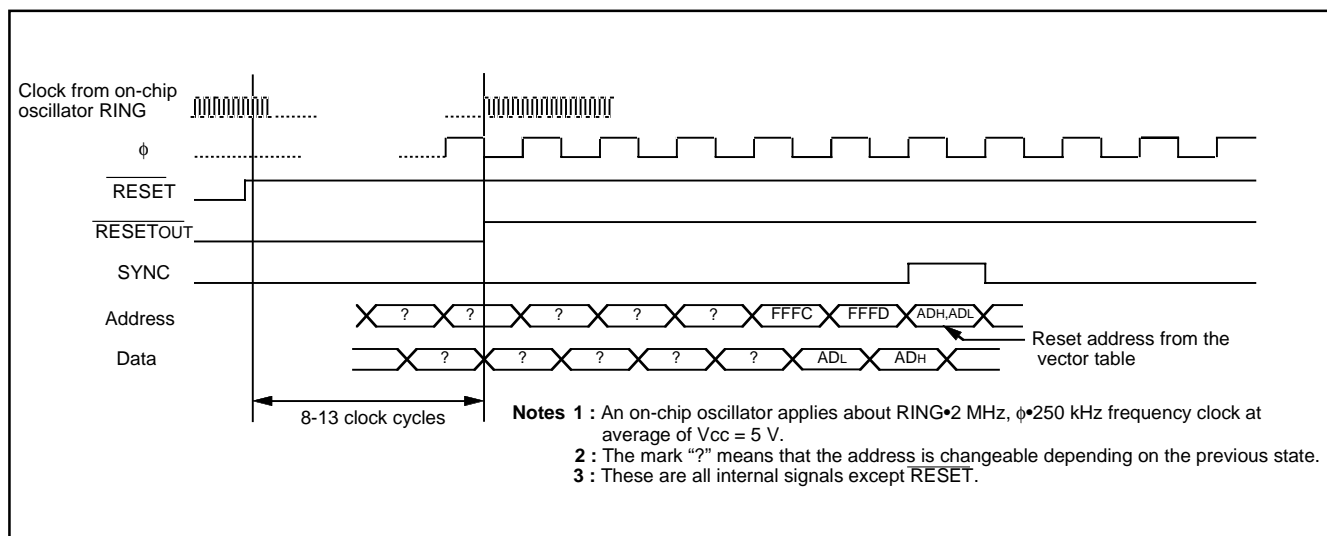 Clock from on-chip
oscillator RING
ϕ
RESET
RESETOUT
SYNC
Address
? ? ? ? ? FFFC FFFD ADH,ADL
Data
? ? ? ? ? ADL ADH
Reset address from the
vector table
8-13 clock cycles
Notes 1 : An on-chip oscillator applies about RING•2 MHz, ϕ•250 kHz frequency clock at
average of Vcc = 5 V.
2 : The mark “?” means that the address is changeable depending on the previous state.
3 : These are all internal signals except RESET.